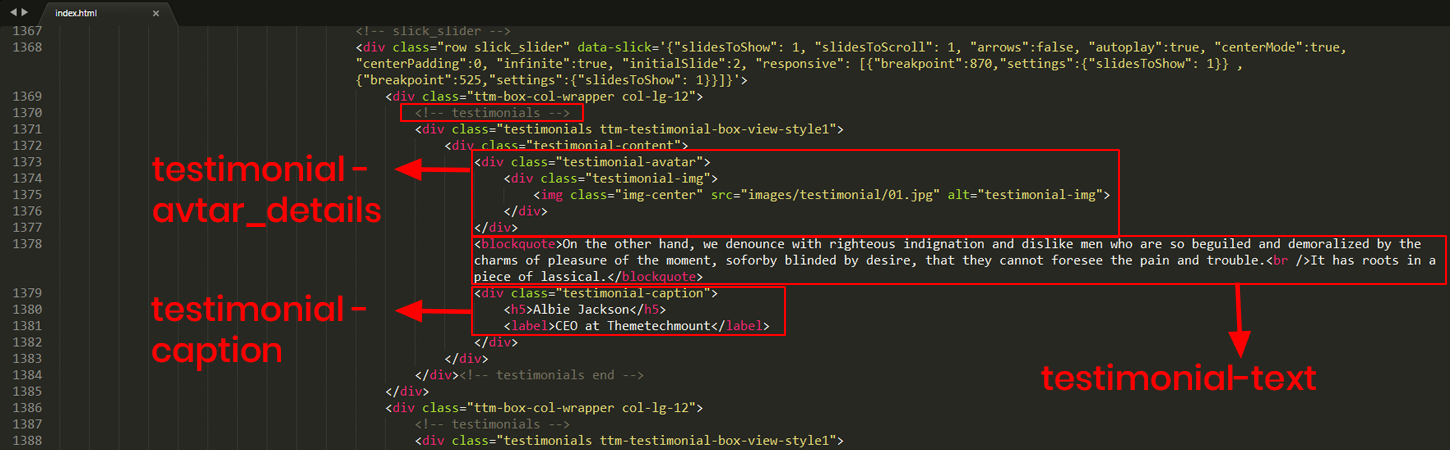 index.html ×
1367 <!-- slick_slider -->
1368 <div class="row slick_slider" data-slick='{"slidesToShow": 1, "slidesToScroll": 1, "arrows":false, "autoplay":true, "centerMode":true,
"centerPadding":0, "infinite":true, "initialSlide":2, "responsive": [{"breakpoint":870,"settings":{"slidesToShow": 1}} ,
{"breakpoint":525,"settings":{"slidesToShow": 1}}]}'>
1369 <div class="ttm-box-col-wrapper col-lg-12">
1370 <!-- testimonials -->
1371 <div class="testimonials ttm-testimonial-box-view-style1">
1372 <div class="testimonial-content">
1373 <div class="testimonial-avatar">
1374 <div class="testimonial-img">
1375 <img class="img-center" src="images/testimonial/01.jpg" alt="testimonial-img">
1376 </div>
1377 </div>
testimonial-
avtar_details
1378 <blockquote>On the other hand, we denounce with righteous indignation and dislike men who are so beguiled and demoralized by the
charms of pleasure of the moment, soforby blinded by desire, that they cannot foresee the pain and trouble.<br />It has roots in a
piece of lassical.</blockquote>
1379 <div class="testimonial-caption">
1380 <h5>Albie Jackson</h5>
1381 <label>CEO at Themetechmount</label>
1382 </div>
testimonial-
caption
1383 </div>
1384 </div><!-- testimonials end -->
testimonial-text
1385 </div>
1386 <div class="ttm-box-col-wrapper col-lg-12">
1387 <!-- testimonials -->
1388 <div class="testimonials ttm-testimonial-box-view-style1">